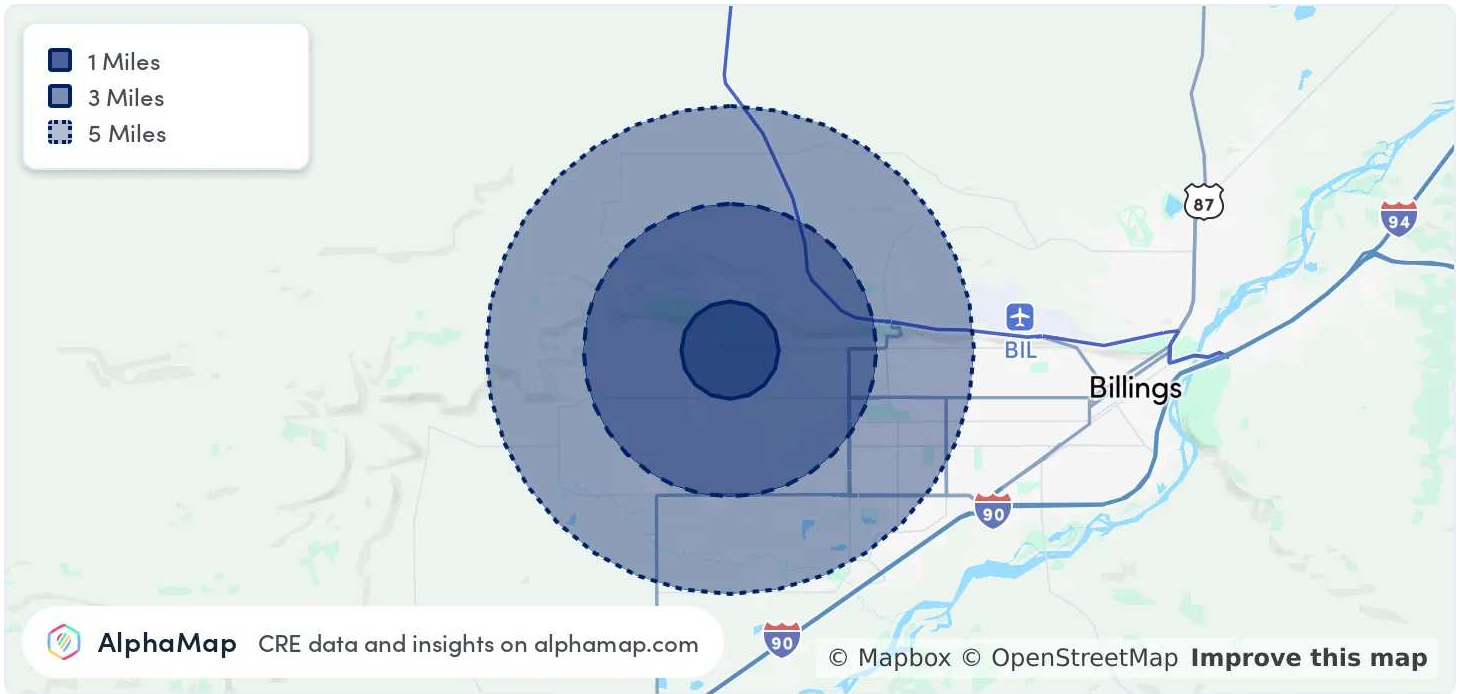 1 Miles
3 Miles
5 Miles
87
94
BIL
Billings
90
90
AlphaMap CRE data and insights on alphamap.com
© Mapbox © OpenStreetMap Improve this map